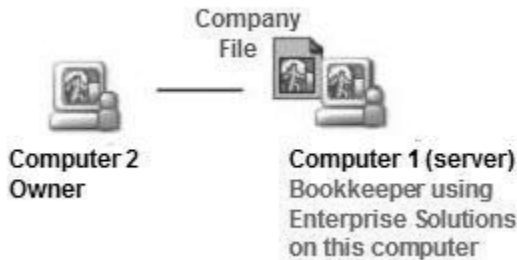 Company
File
Computer 2
Owner
Computer 1 (server)
Bookkeeper using
Enterprise Solutions
on this computer